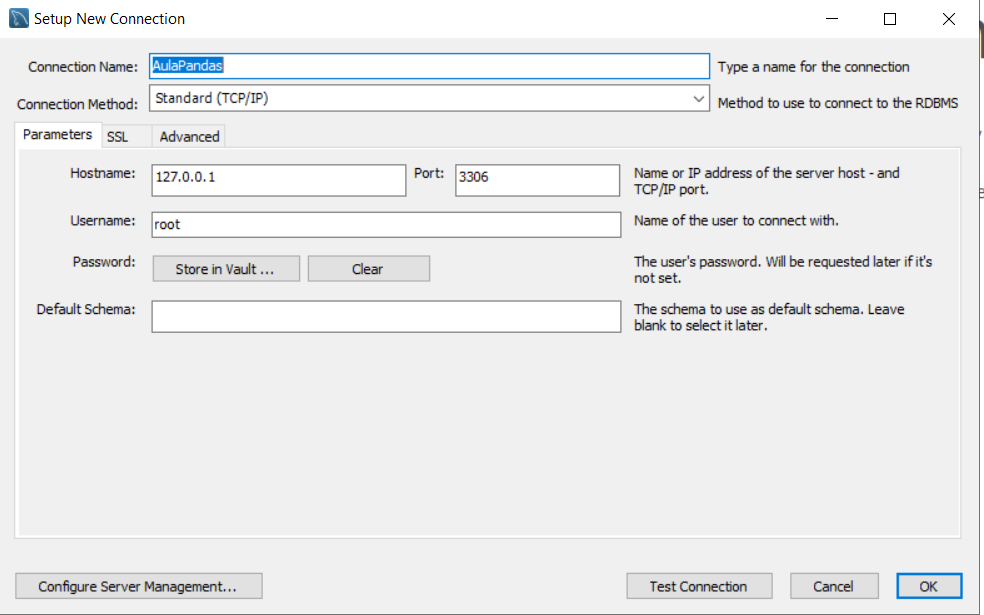 Setup New Connection
Connection Name: AulaPandas Type a name for the connection
Connection Method: Standard (TCP/IP) Method to use to connect to the RDBMS
Parameters SSL Advanced
Hostname: 127.0.0.1 Port: 3306 Name or IP address of the server host - and
TCP/IP port.
Username: root Name of the user to connect with.
Password: Store in Vault ... Clear The user's password. Will be requested later if it's
not set.
Default Schema: The schema to use as default schema. Leave
blank to select it later.
Configure Server Management... Test Connection Cancel OK